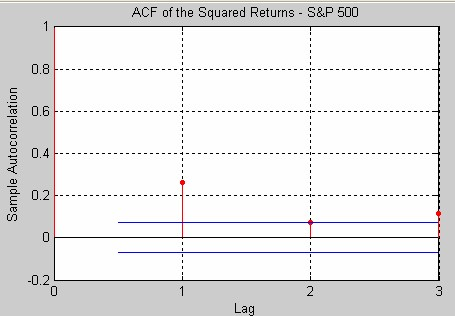 ACF of the Squared Returns - S&P 500
1
0.8
0.6
0.4
0.2
0
-0.2
Sample Autocorrelation
0 1 2 3
Lag